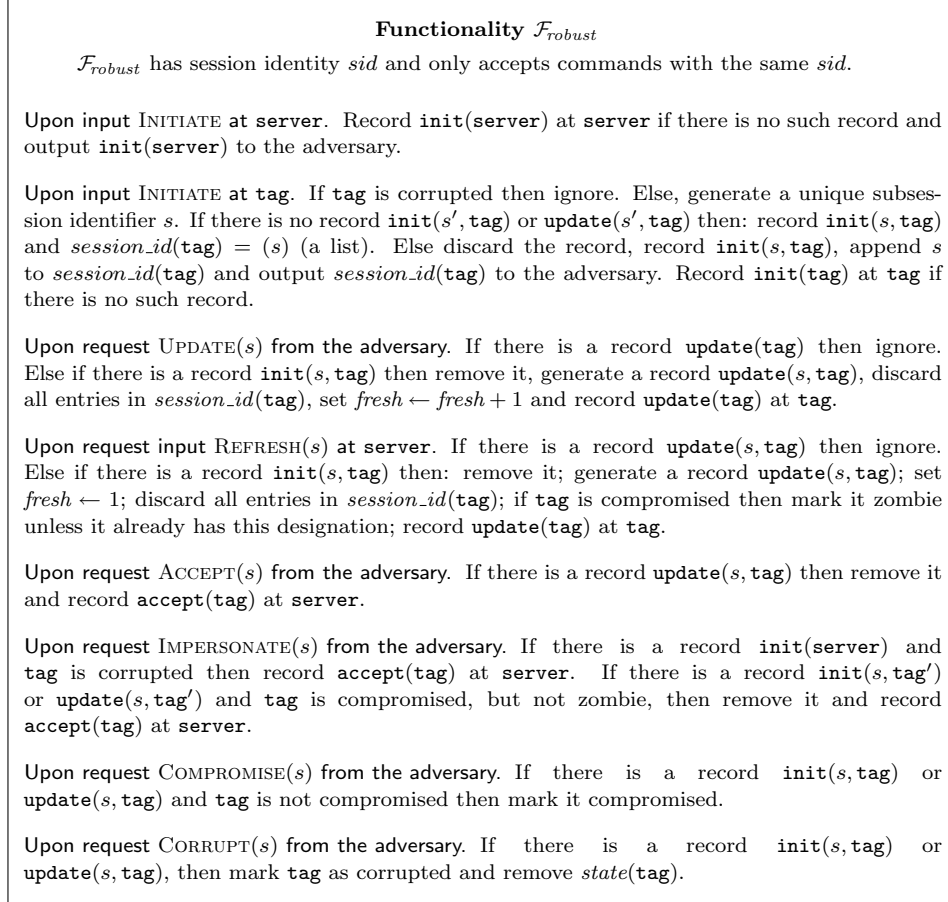 Functionality F_robust
F_robust has session identity sid and only accepts commands with the same sid.
Upon input INITIATE at server. Record init(server) at server if there is no such record and
output init(server) to the adversary.
Upon input INITIATE at tag. If tag is corrupted then ignore. Else, generate a unique subses-
sion identifier s. If there is no record init(s′, tag) or update(s′, tag) then: record init(s, tag)
and session_id(tag) = (s) (a list). Else discard the record, record init(s, tag), append s
to session_id(tag) and output session_id(tag) to the adversary. Record init(tag) at tag if
there is no such record.
Upon request UPDATE(s) from the adversary. If there is a record update(tag) then ignore.
Else if there is a record init(s, tag) then remove it, generate a record update(s, tag), discard
all entries in session_id(tag), set fresh ← fresh + 1 and record update(tag) at tag.
Upon request input REFRESH(s) at server. If there is a record update(s, tag) then ignore.
Else if there is a record init(s, tag) then: remove it; generate a record update(s, tag); set
fresh ← 1; discard all entries in session_id(tag); if tag is compromised then mark it zombie
unless it already has this designation; record update(tag) at tag.
Upon request ACCEPT(s) from the adversary. If there is a record update(s, tag) then remove it
and record accept(tag) at server.
Upon request IMPERSONATE(s) from the adversary. If there is a record init(server) and
tag is corrupted then record accept(tag) at server. If there is a record init(s, tag′)
or update(s, tag′) and tag is compromised, but not zombie, then remove it and record
accept(tag) at server.
Upon request COMPROMISE(s) from the adversary. If there is a record init(s, tag) or
update(s, tag) and tag is not compromised then mark it compromised.
Upon request CORRUPT(s) from the adversary. If there is a record init(s, tag) or
update(s, tag), then mark tag as corrupted and remove state(tag).